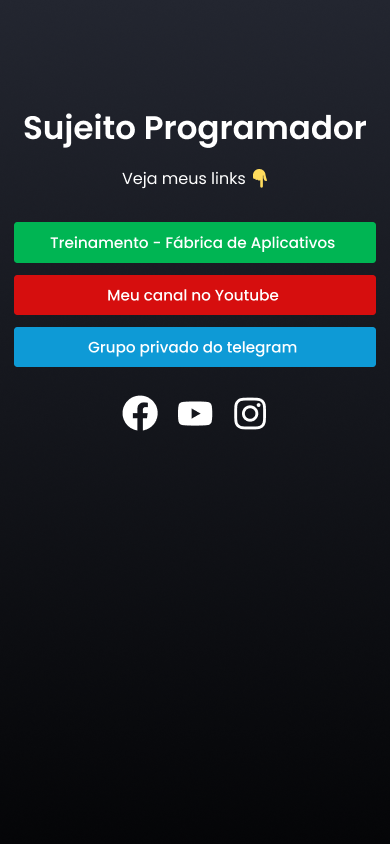 Sujeito Programador
Veja meus links 👇
Treinamento - Fábrica de Aplicativos
Meu canal no Youtube
Grupo privado do telegram